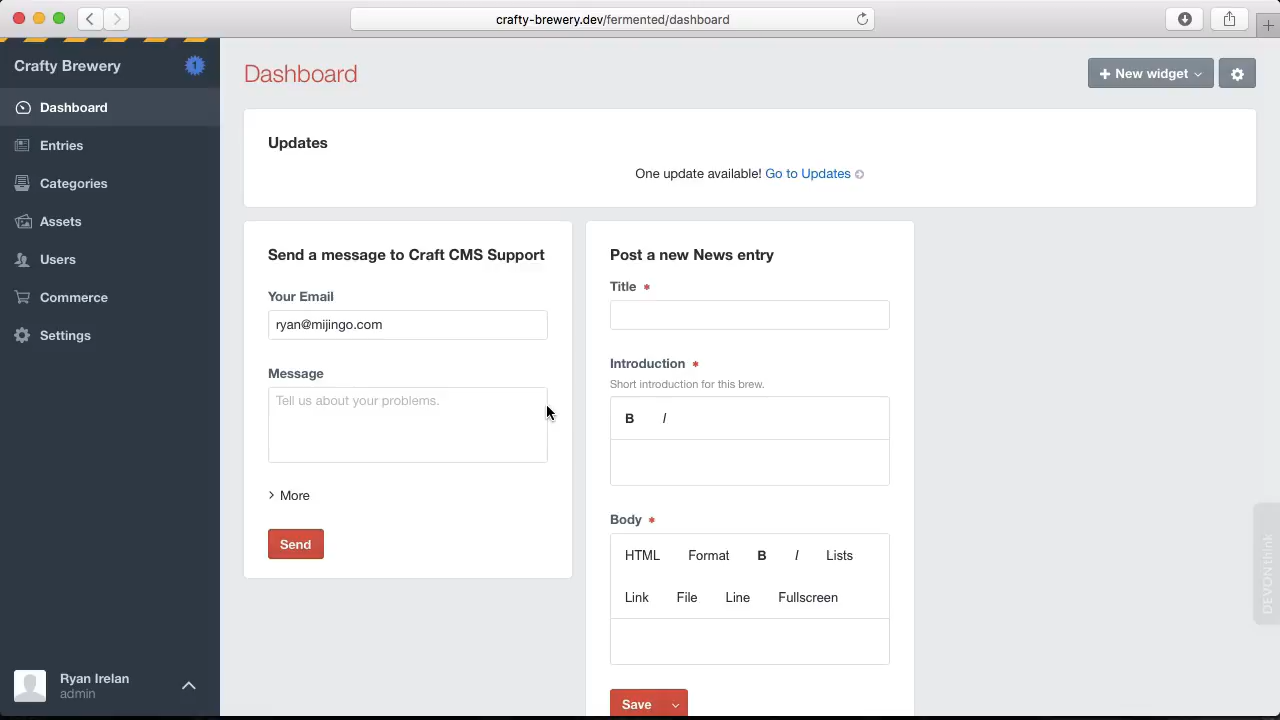 crafty-brewery.dev/fermented/dashboard
Crafty Brewery
1
Dashboard
Entries
Categories
Assets
Users
Commerce
Settings
Ryan Irelan
admin
Dashboard
New widget
Updates
One update available! Go to Updates
Send a message to Craft CMS Support
Your Email
ryan@mijingo.com
Message
Tell us about your problems.
More
Send
Post a new News entry
Title *
Introduction *
Short introduction for this brew.
B I
Body *
HTML Format B I Lists
Link File Line Fullscreen
Save
DEVONthink